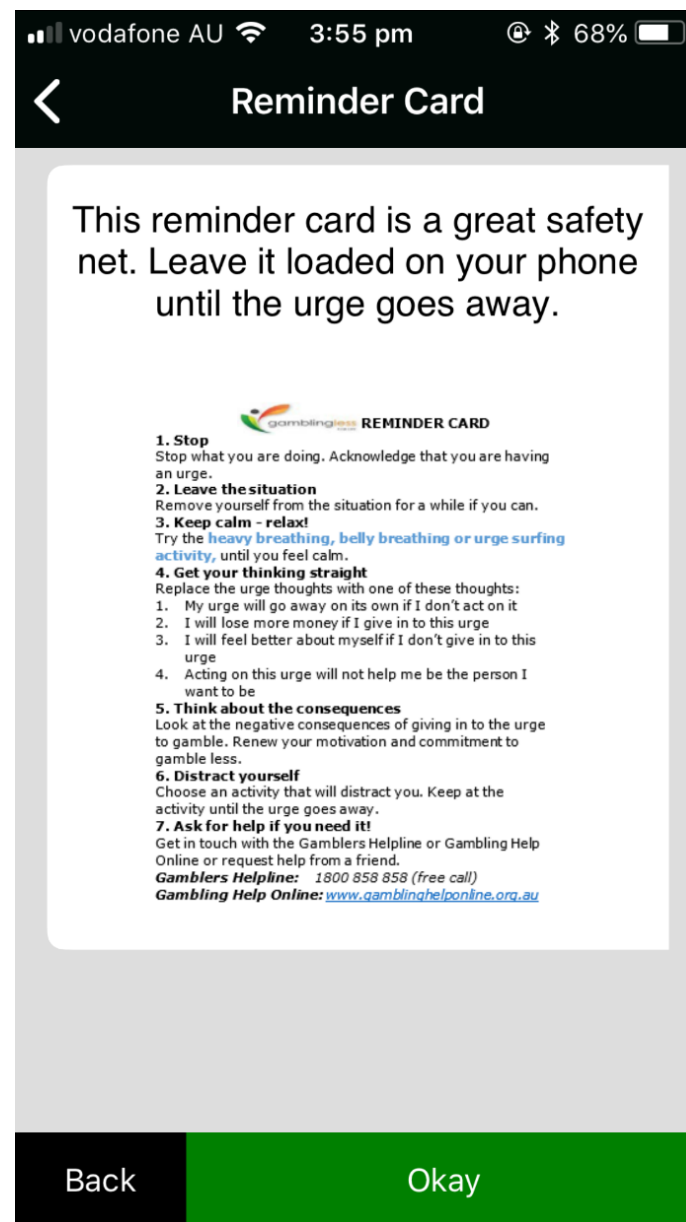 vodafone AU 3:55 pm 68%
Reminder Card
This reminder card is a great safety
net. Leave it loaded on your phone
until the urge goes away.
gamblingless REMINDER CARD
1. Stop
Stop what you are doing. Acknowledge that you are having
an urge.
2. Leave the situation
Remove yourself from the situation for a while if you can.
3. Keep calm - relax!
Try the heavy breathing, belly breathing or urge surfing
activity, until you feel calm.
4. Get your thinking straight
Replace the urge thoughts with one of these thoughts:
1. My urge will go away on its own if I don't act on it
2. I will lose more money if I give in to this urge
3. I will feel better about myself if I don't give in to this
urge
4. Acting on this urge will not help me be the person I
want to be
5. Think about the consequences
Look at the negative consequences of giving in to the urge
to gamble. Renew your motivation and commitment to
gamble less.
6. Distract yourself
Choose an activity that will distract you. Keep at the
activity until the urge goes away.
7. Ask for help if you need it!
Get in touch with the Gamblers Helpline or Gambling Help
Online or request help from a friend.
Gamblers Helpline: 1800 858 858 (free call)
Gambling Help Online: www.gamblinghelponline.org.au
Back Okay